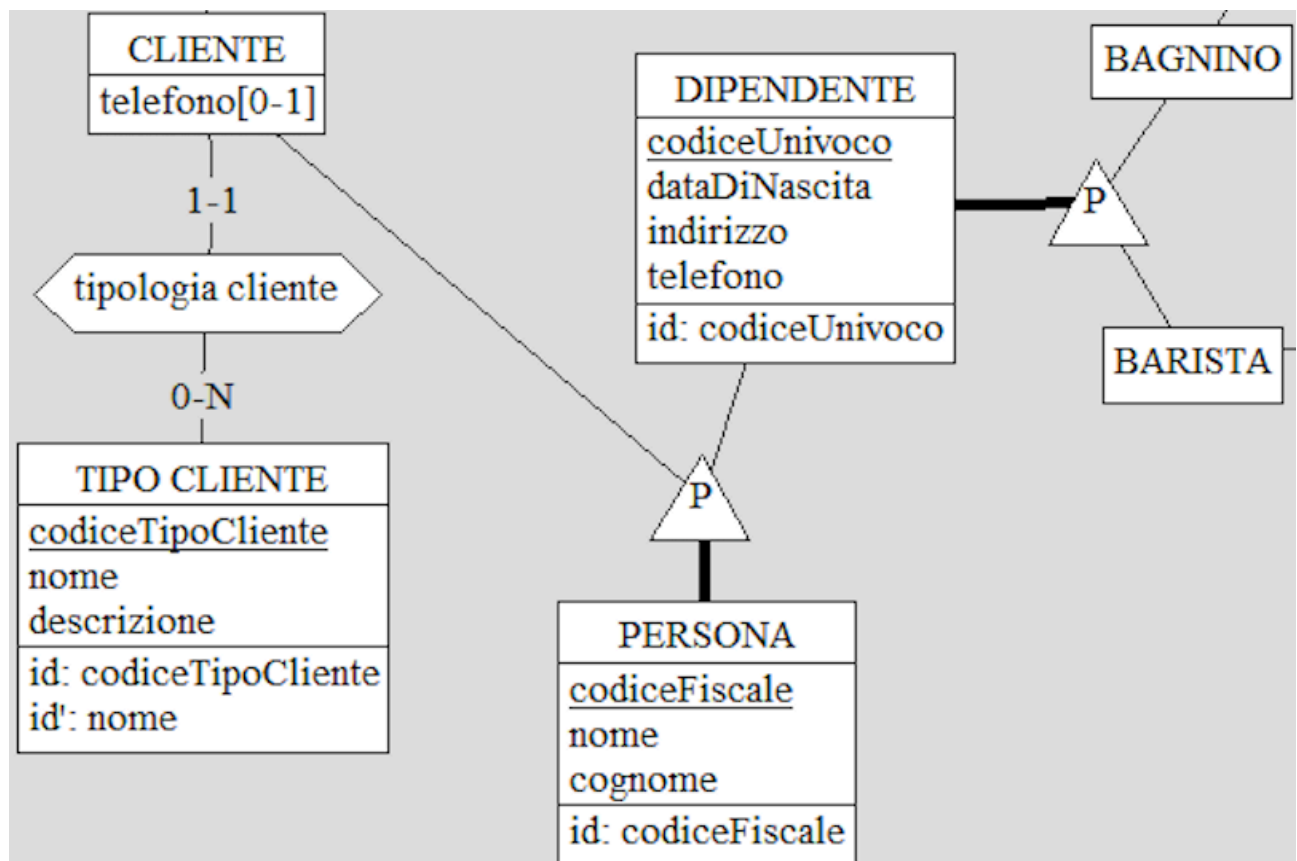 CLIENTE
telefono[0-1]
1-1
tipologia cliente
0-N
TIPO CLIENTE
codiceTipoCliente
nome
descrizione
id: codiceTipoCliente
id': nome
DIPENDENTE
codiceUnivoco
dataDiNascita
indirizzo
telefono
id: codiceUnivoco
P
BAGNINO
BARISTA
P
PERSONA
codiceFiscale
nome
cognome
id: codiceFiscale